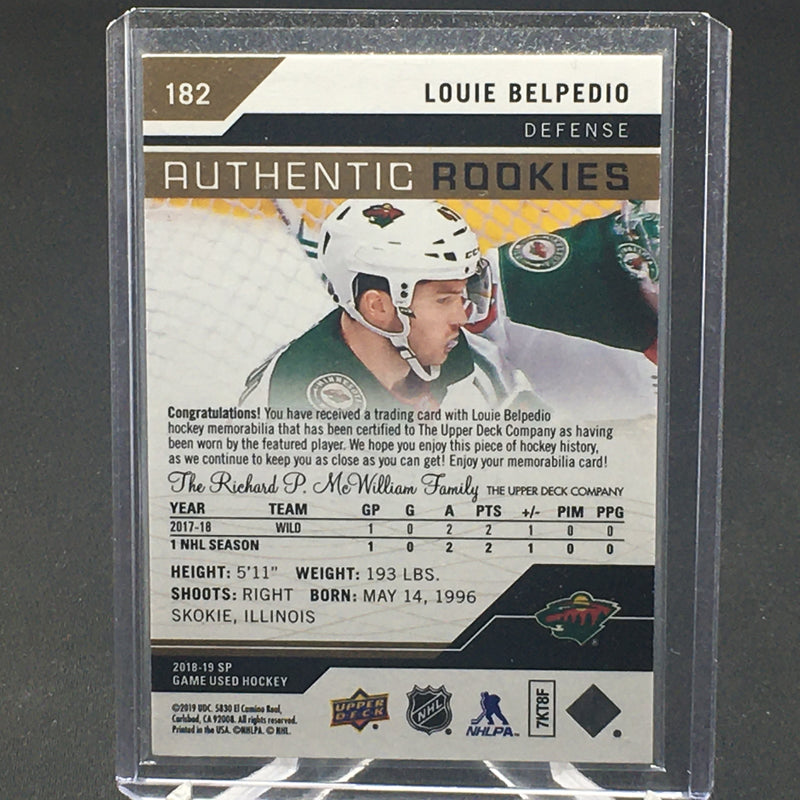 182
LOUIE BELPEDIO
DEFENSE
AUTHENTIC ROOKIES
Congratulations! You have received a trading card with Louie Belpedio
hockey memorabilia that has been certified to The Upper Deck Company as having
been worn by the featured player. We hope you enjoy this piece of hockey history,
as we continue to keep you as close as you can get! Enjoy your memorabilia card!
The Richard P. McWilliam Family THE UPPER DECK COMPANY
YEAR TEAM GP G A PTS +/- PIM PPG
2017-18 WILD 1 0 2 2 1 0 0
1 NHL SEASON 1 0 2 2 1 0 0
HEIGHT: 5'11" WEIGHT: 193 LBS.
SHOOTS: RIGHT BORN: MAY 14, 1996
SKOKIE, ILLINOIS
2018-19 SP
GAME USED HOCKEY
©2019 UDC. 5830 El Camino Real,
Carlsbad, CA 92008. All rights reserved.
Printed in the USA. ©NHLPA. © NHL.
UPPER DECK
NHL
NHLPA
7KT8F